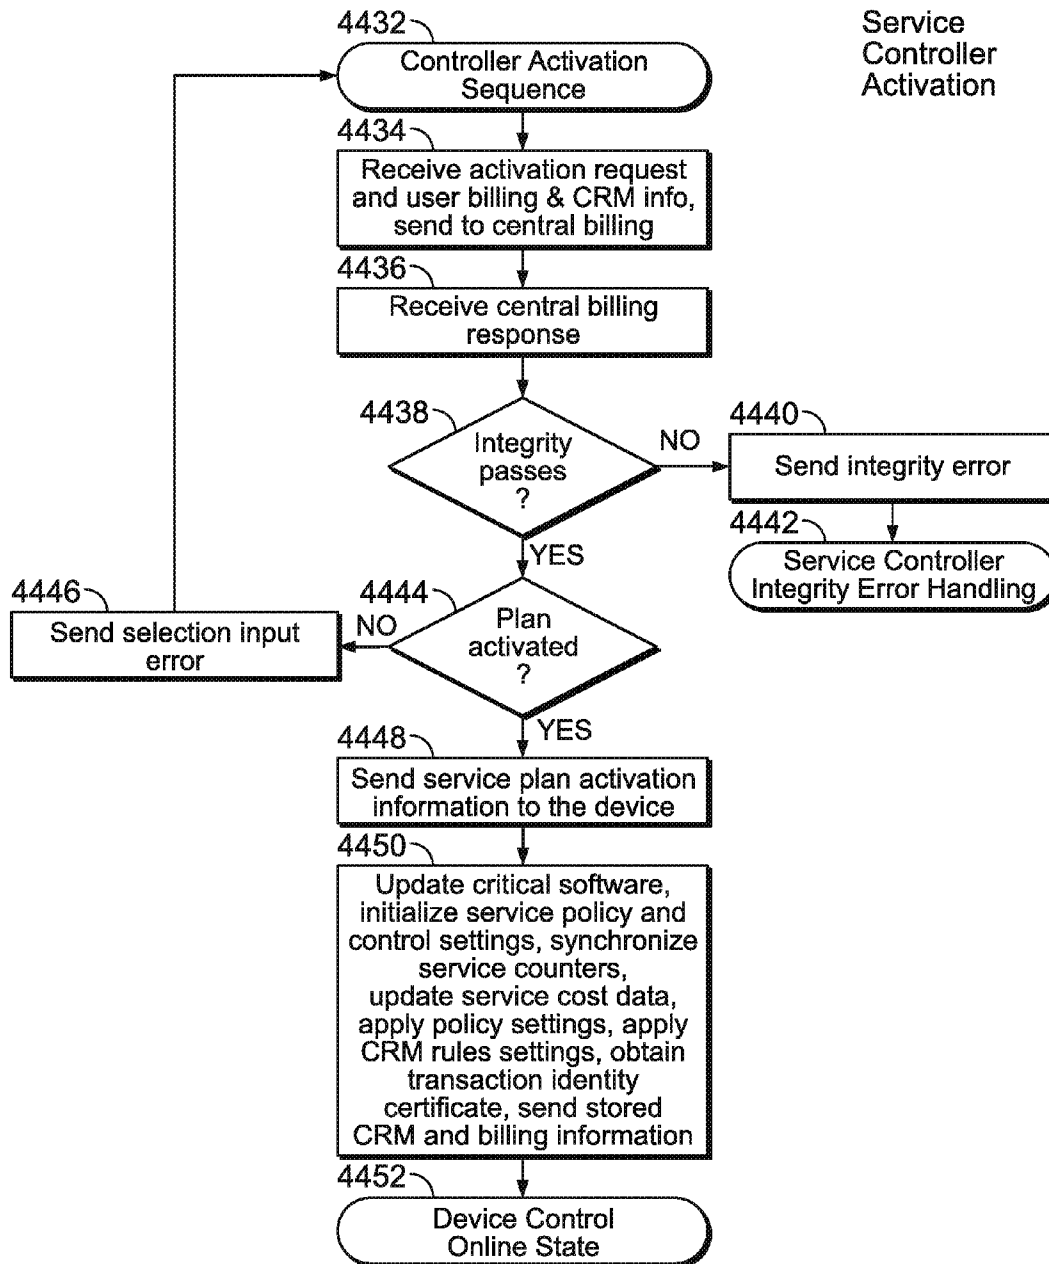 Service
Controller
Activation
4432
Controller Activation
Sequence
4434
Receive activation request
and user billing & CRM info,
send to central billing
4436
Receive central billing
response
4438
Integrity
passes
?
NO
4440
Send integrity error
4442
Service Controller
Integrity Error Handling
YES
4444
Plan
activated
?
NO
4446
Send selection input
error
YES
4448
Send service plan activation
information to the device
4450
Update critical software,
initialize service policy and
control settings, synchronize
service counters,
update service cost data,
apply policy settings, apply
CRM rules settings, obtain
transaction identity
certificate, send stored
CRM and billing information
4452
Device Control
Online State